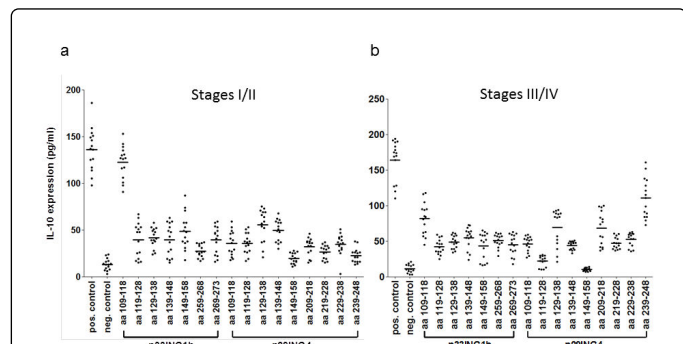 a
b
Stages I/II
Stages III/IV
IL-10 expression (pg/ml)
200
150
100
50
0
pos. control
neg. control
aa 109-118
aa 119-128
aa 129-138
aa 139-148
aa 149-158
aa 259-268
aa 269-273
aa 109-118
aa 119-128
aa 129-138
aa 139-148
aa 149-158
aa 209-218
aa 219-228
aa 229-238
aa 239-248
250
200
150
100
50
0
pos. control
neg. control
aa 109-118
aa 119-128
aa 129-138
aa 139-148
aa 149-158
aa 259-268
aa 269-273
aa 109-118
aa 119-128
aa 129-138
aa 139-148
aa 149-158
aa 209-218
aa 219-228
aa 229-238
aa 239-248